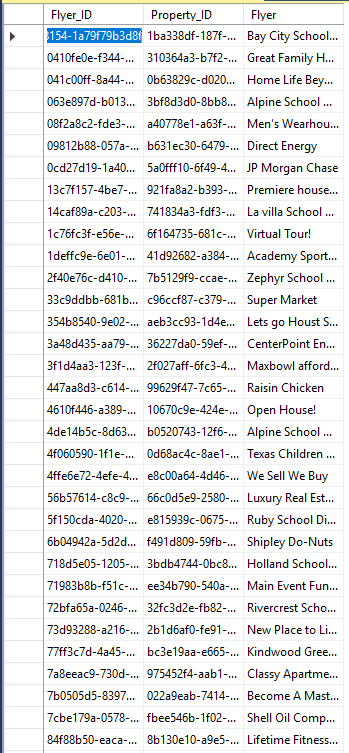 Flyer_ID Property_ID Flyer
3154-1a79f79b3d8f 1ba338df-187f-... Bay City School...
0410fe0e-f344-... 310364a3-b7f2-... Great Family H...
041c00ff-8a44-... 0b63829c-d020... Home Life Bey...
063e897d-b013... 3bf8d3d0-8bb8... Alpine School ...
08f2a8c2-fde3-... a40778e1-a63f-... Men's Wearhou...
09812b88-057a-... b631ec30-6479-... Direct Energy
0cd27d19-1a40... 5a0fff10-6f49-4... JP Morgan Chase
13c7f157-4be7-... 921fa8a2-b393-... Premiere house...
14caf89a-c203-... 741834a3-fdf3-... La villa School ...
1c76fc3f-e56e-... 6f164735-681c-... Virtual Tour!
1deffc9e-6e01-... 41d92682-a384-... Academy Sport...
2f40e76c-d410-... 7b5129f9-ccae-... Zephyr School ...
33c9ddbb-681b... c96ccf87-c379-... Super Market
354b8540-9e02-... aeb3cc93-1d4e... Lets go Houst S...
3a48d435-aa79-... 36227da0-59ef-... CenterPoint En...
3f1d4aa3-123f-... 2f027aff-6fc3-4... Maxbowl afford...
447aa8d3-c614-... 99629f47-7c65-... Raisin Chicken
4610f446-a389-... 10670c9e-424e-... Open House!
4de14b5c-8d63... b0520743-12f6-... Alpine School ...
4f060590-1f1e-... 0d68ac4c-8ae1-... Texas Children ...
4ffe6e72-4efe-4... e8c00a64-4d46-... We Sell We Buy
56b57614-c8c9-... 66c0d5e9-2580-... Luxury Real Est...
5f150cda-4020-... e815939c-0675-... Ruby School Di...
6b04942a-5d2d... f491d809-59fb-... Shipley Do-Nuts
718d5e05-1205-... 3bdb4744-0bc8... Holland School...
71983b8b-f51c-... ee34b790-540a-... Main Event Fun...
72bfa65a-0246-... 32fc3d2e-fb82-... Rivercrest Scho...
73d93288-a216-... 2b1d6af0-fe91-... New Place to Li...
77ff3c7d-4a45-... bc3e19aa-e665-... Kindwood Gree...
7a8eeac9-730d-... 975452f4-aab1-... Classy Apartme...
7b0505d5-8397... 022a9eab-7414-... Become A Mast...
7cbe179a-0578-... fbee546b-1f02-... Shell Oil Comp...
84f88b50-eaca-... 8b130e10-a9e5-... Lifetime Fitness...